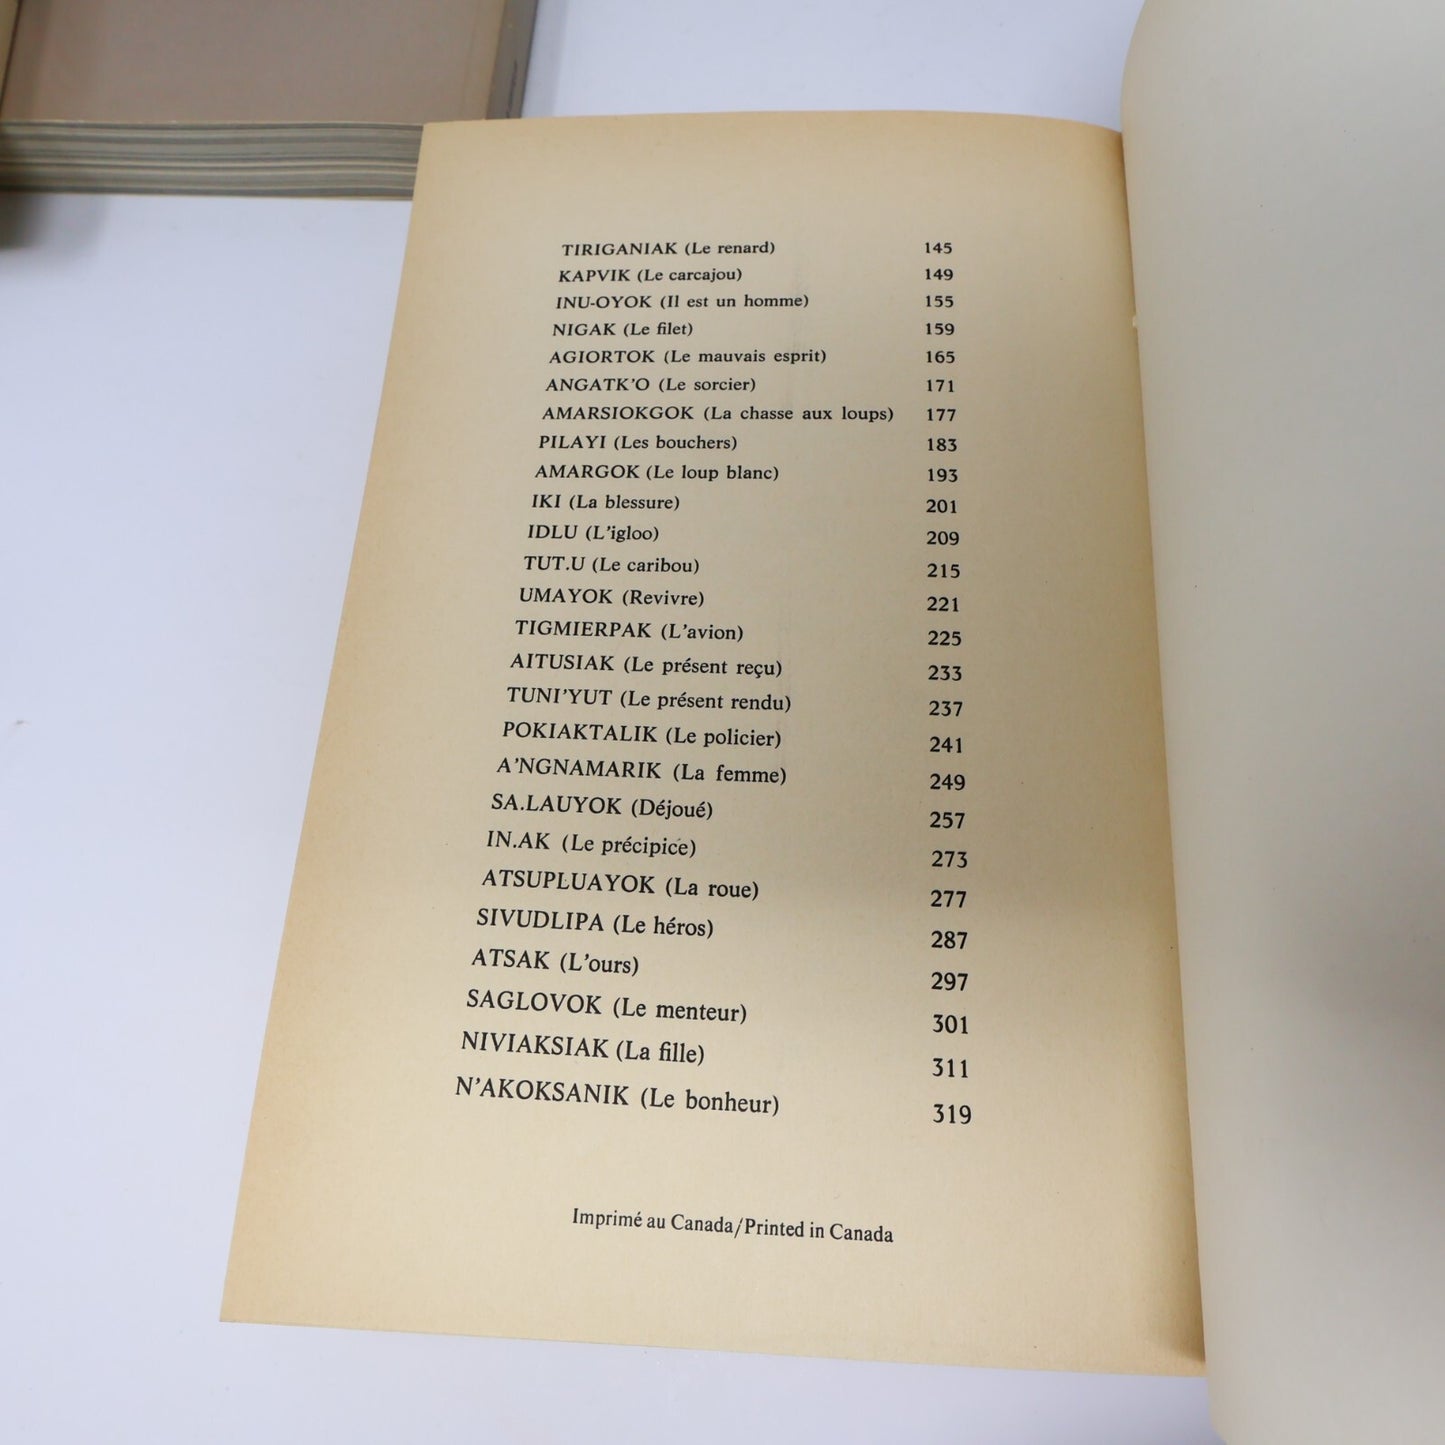 TIRIGANIAK (Le renard) 145
KAPVIK (Le carcajou) 149
INU-OYOK (Il est un homme) 155
NIGAK (Le filet) 159
AGIORTOK (Le mauvais esprit) 165
ANGATK'O (Le sorcier) 171
AMARSIOKGOK (La chasse aux loups) 177
PILAYI (Les bouchers) 183
AMARGOK (Le loup blanc) 193
IKI (La blessure) 201
IDLU (L'igloo) 209
TUT.U (Le caribou) 215
UMAYOK (Revivre) 221
TIGMIERPAK (L'avion) 225
AITUSIAK (Le présent reçu) 233
TUNI'YUT (Le présent rendu) 237
POKIAKTALIK (Le policier) 241
A'NGNAMARIK (La femme) 249
SA.LAUYOK (Déjoué) 257
IN.AK (Le précipice) 273
ATSUPLUAYOK (La roue) 277
SIVUDLIPA (Le héros) 287
ATSAK (L'ours) 297
SAGLOVOK (Le menteur) 301
NIVIAKSIAK (La fille) 311
N'AKOKSANIK (Le bonheur) 319
Imprimé au Canada/Printed in Canada